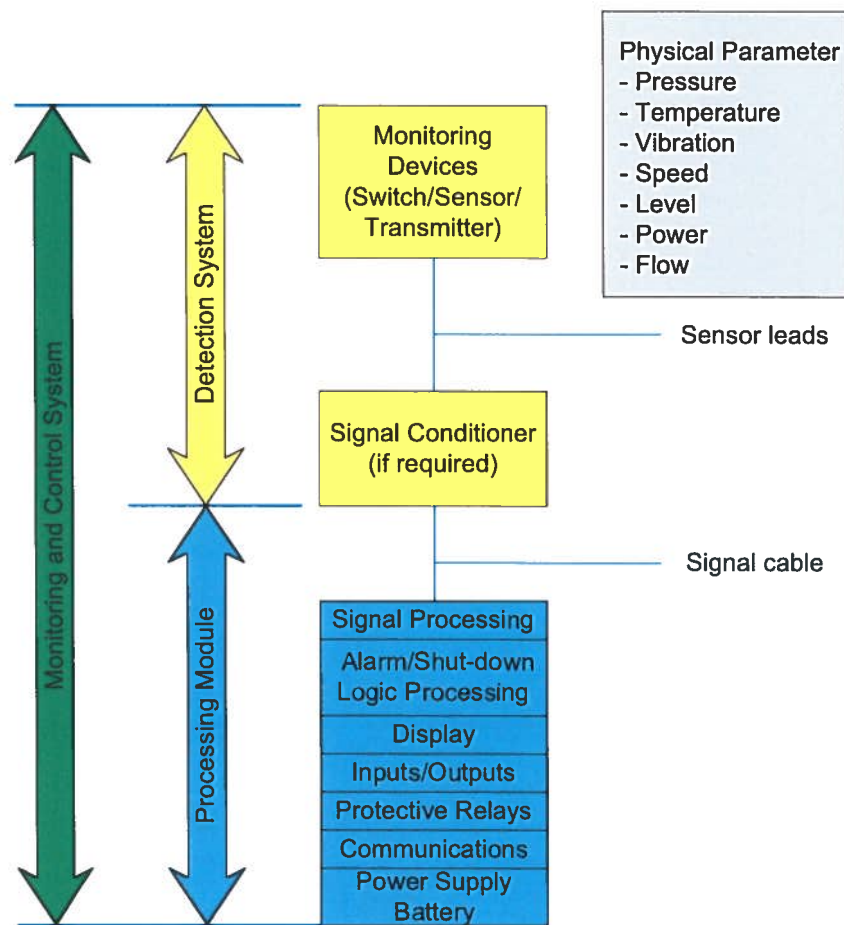 Physical Parameter
- Pressure
- Temperature
- Vibration
- Speed
- Level
- Power
- Flow
Monitoring and Control System
Detection System
Processing Module
Monitoring
Devices
(Switch/Sensor/
Transmitter)
Sensor leads
Signal Conditioner
(if required)
Signal cable
Signal Processing
Alarm/Shut-down
Logic Processing
Display
Inputs/Outputs
Protective Relays
Communications
Power Supply
Battery